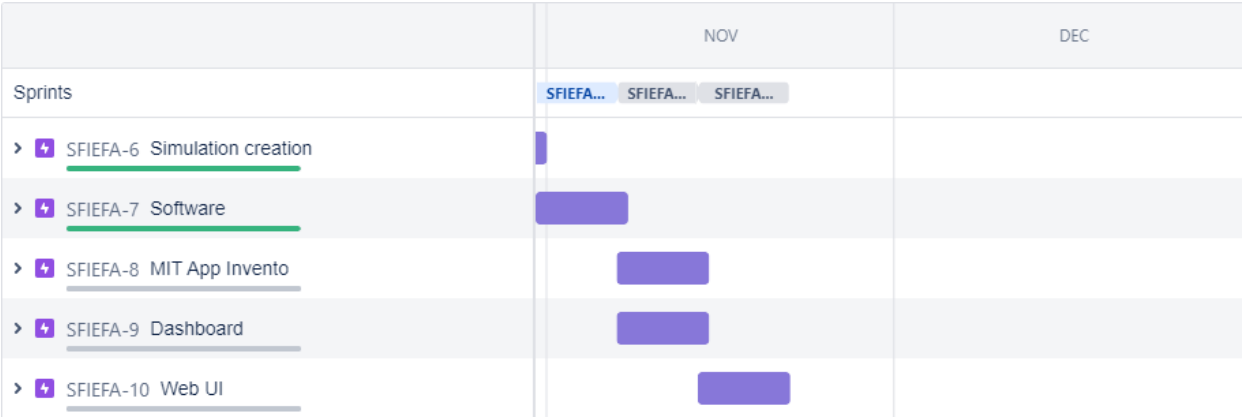 NOV DEC
Sprints SFIEFA... SFIEFA... SFIEFA...
SFIEFA-6 Simulation creation
SFIEFA-7 Software
SFIEFA-8 MIT App Invento
SFIEFA-9 Dashboard
SFIEFA-10 Web UI